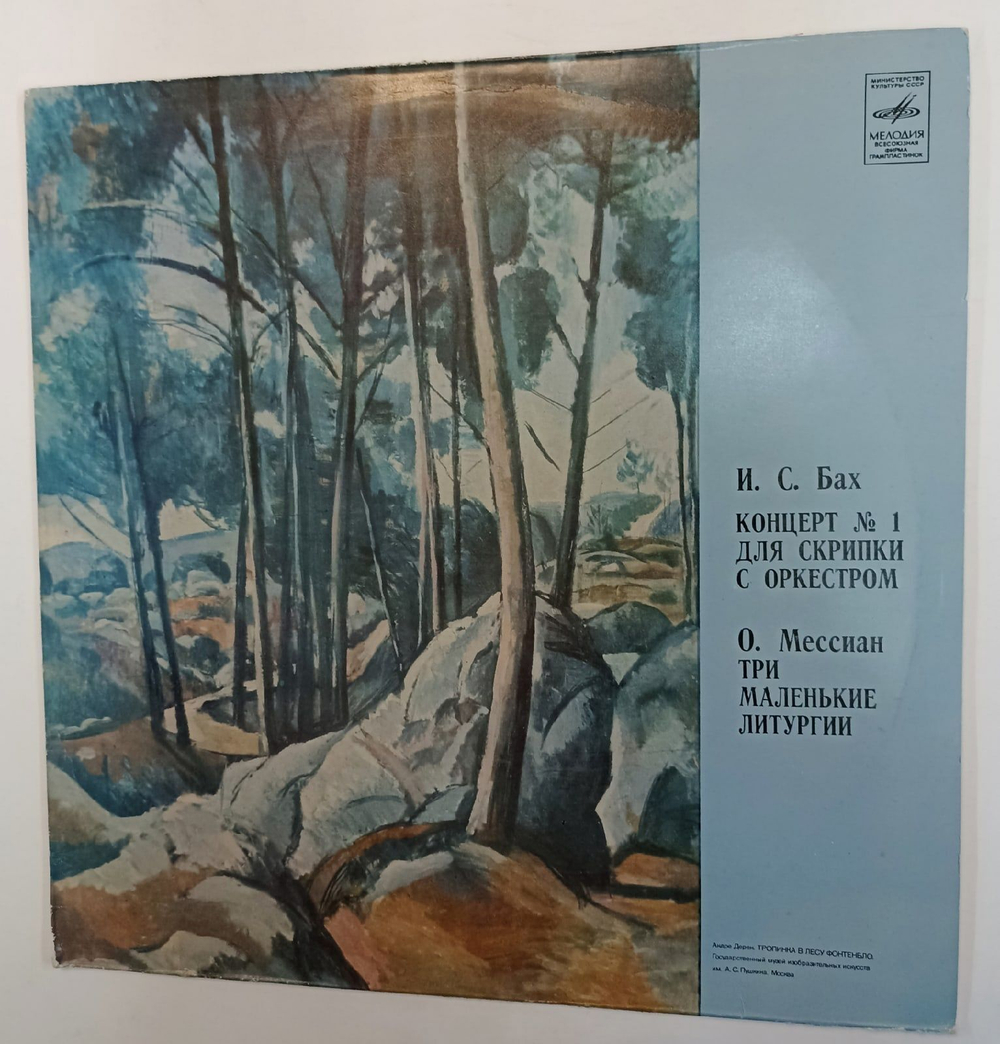 МИНИСТЕРСТВО
КУЛЬТУРЫ СССР
МЕЛОДИЯ
ВСЕСОЮЗНАЯ
ФИРМА
ГРАМПЛАСТИНОК
И. С. Бах
КОНЦЕРТ № 1
ДЛЯ СКРИПКИ
С ОРКЕСТРОМ
О. Мессиан
ТРИ
МАЛЕНЬКИЕ
ЛИТУРГИИ
Андре Дерен. ТРОПИНКА В ЛЕСУ ФОНТЕНБЛО.
Государственный музей изобразительных искусств
им. А. С. Пушкина. Москва